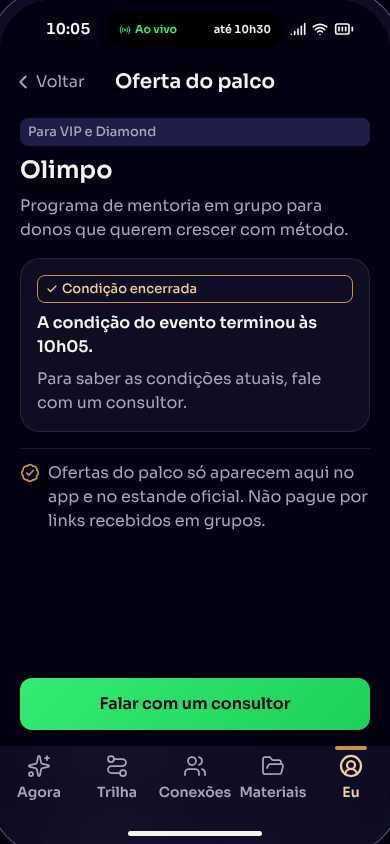 10:05
Ao vivo
até 10h30
Voltar
Oferta do palco
Para VIP e Diamond
Olimpo
Programa de mentoria em grupo para
donos que querem crescer com método.
Condição encerrada
A condição do evento terminou às
10h05.
Para saber as condições atuais, fale
com um consultor.
Ofertas do palco só aparecem aqui no
app e no estande oficial. Não pague por
links recebidos em grupos.
Falar com um consultor
Agora
Trilha
Conexões
Materiais
Eu